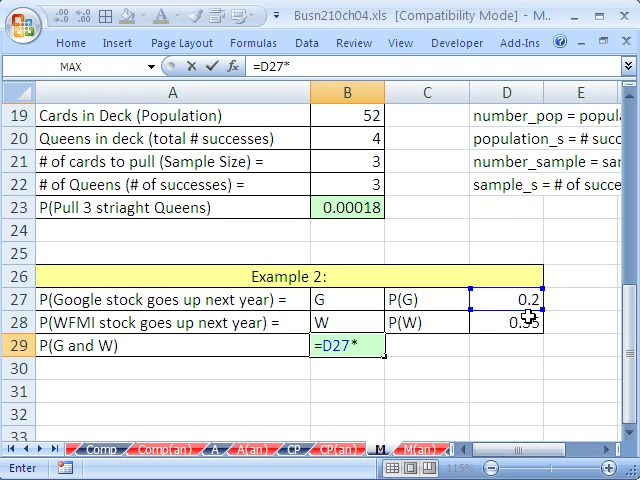 Busn210ch04.xls [Compatibility Mode] - M..
Home Insert Page Layout Formulas Data View Developer Add-Ins
MAX =D27*
A B C D E
19 Cards in Deck (Population) 52 number_pop = popula
20 Queens in deck (total # successes) 4 population_s = # succ
21 # of cards to pull (Sample Size) = 3 number_sample = sam
22 # of Queens (# of successes) = 3 sample_s = # of succe
23 P(Pull 3 striaght Queens) 0.00018
24
25
26 Example 2:
27 P(Google stock goes up next year) = G P(G) 0.2
28 P(WFMI stock goes up next year) = W P(W)
29 P(G and W) =D27*
30
31
32
33
Comp Comp(an) A A(an) CP CP(an) M M(an)
Enter 115%